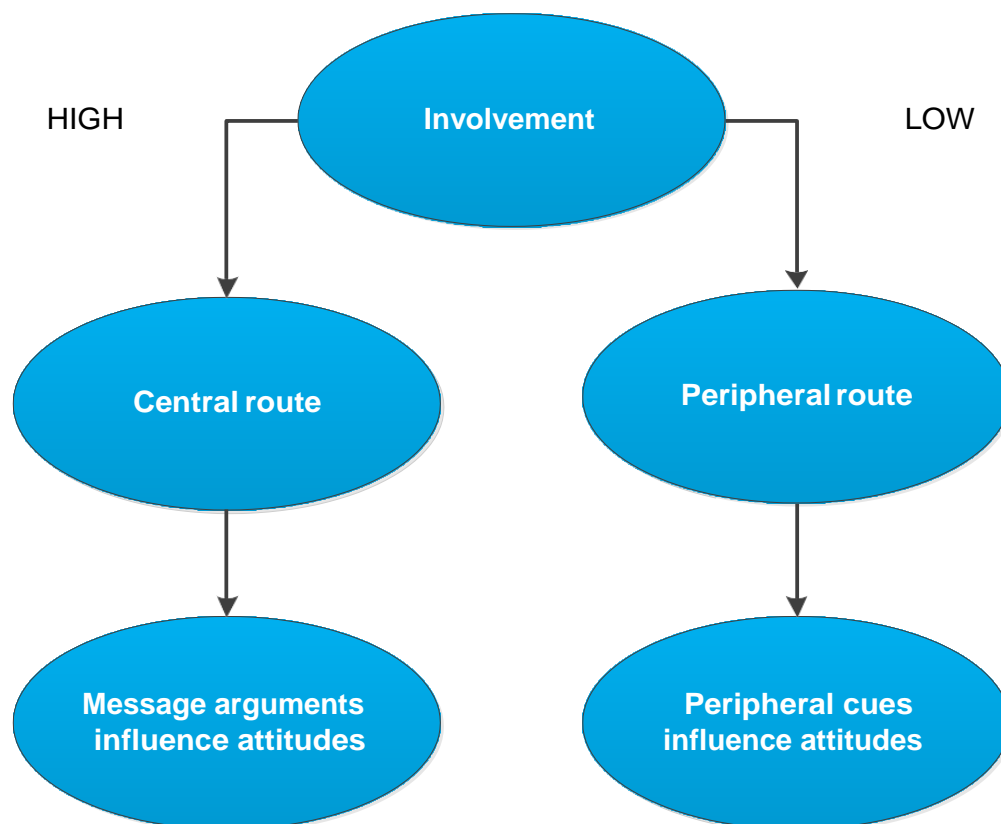 HIGH
Involvement
LOW
Central route
Peripheral route
Message arguments
influence attitudes
Peripheral cues
influence attitudes